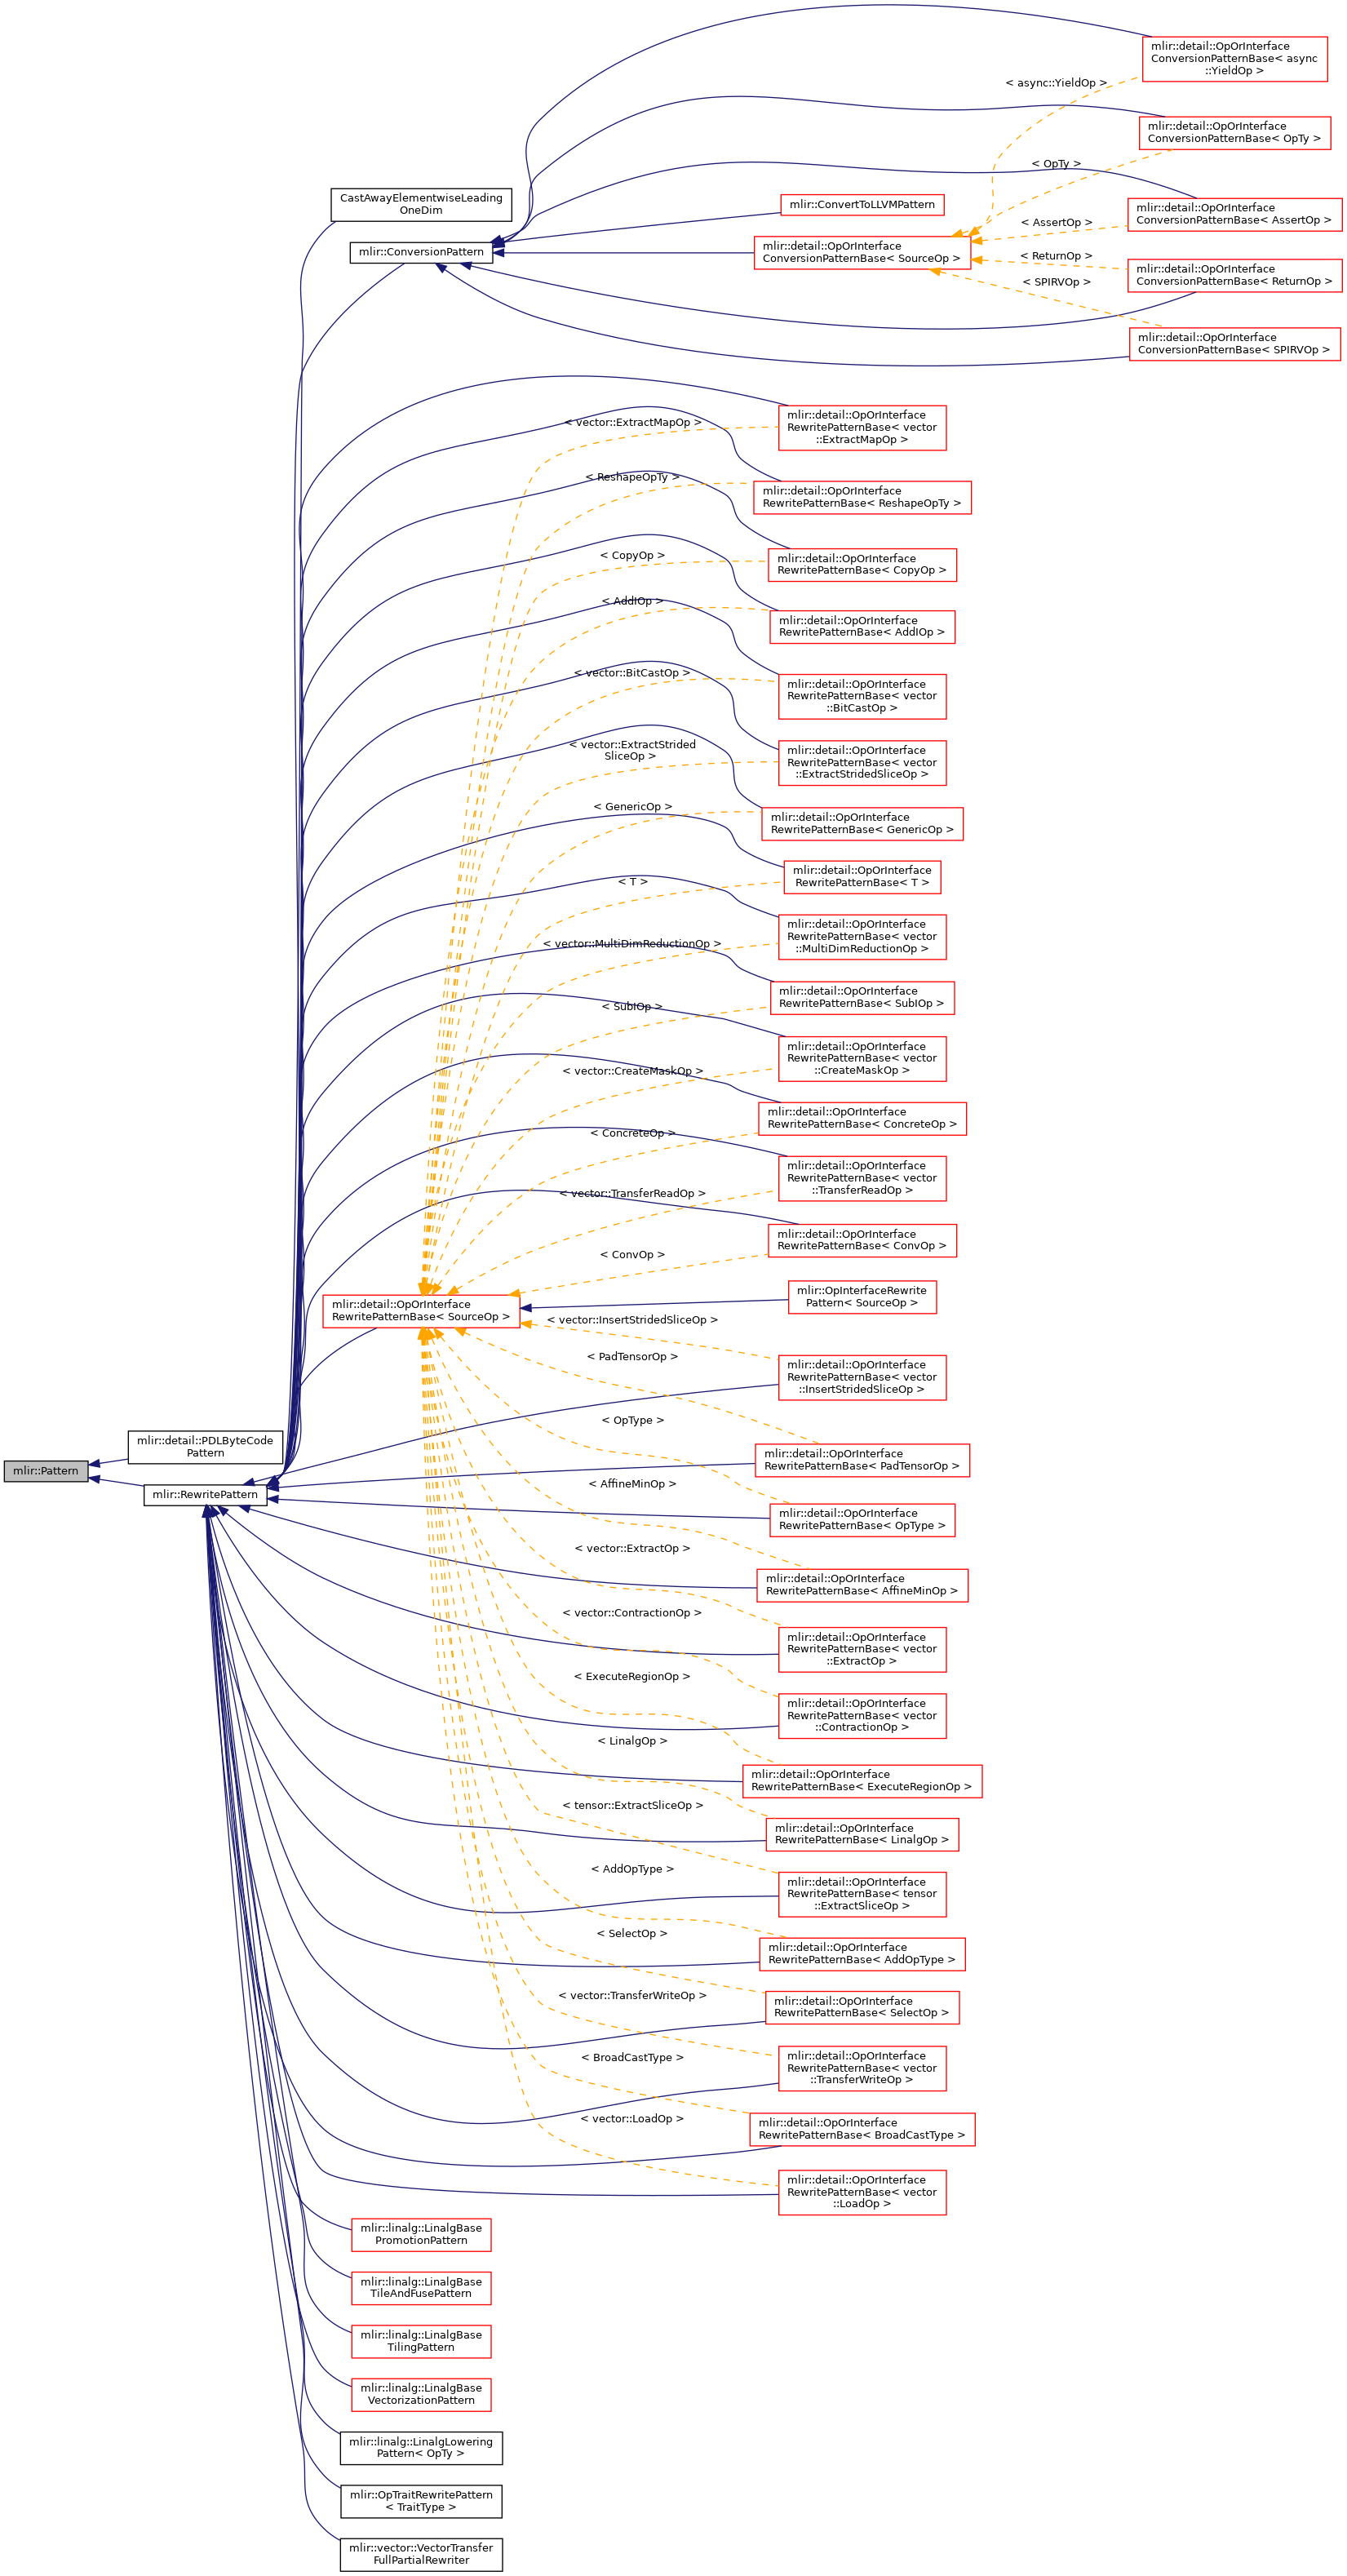 mlir::detail::OpOrInterface
ConversionPatternBase< async
::YieldOp >
< async::YieldOp >
mlir::detail::OpOrInterface
ConversionPatternBase< OpTy >
< OpTy >
CastAwayElementwiseLeading
OneDim
mlir::ConvertToLLVMPattern
mlir::detail::OpOrInterface
ConversionPatternBase< AssertOp >
< AssertOp >
mlir::ConversionPattern
mlir::detail::OpOrInterface
ConversionPatternBase< SourceOp >
< ReturnOp >
mlir::detail::OpOrInterface
ConversionPatternBase< ReturnOp >
< SPIRVOp >
mlir::detail::OpOrInterface
ConversionPatternBase< SPIRVOp >
mlir::detail::OpOrInterface
RewritePatternBase< vector
::ExtractMapOp >
< vector::ExtractMapOp >
< ReshapeOpTy >
mlir::detail::OpOrInterface
RewritePatternBase< ReshapeOpTy >
< CopyOp >
mlir::detail::OpOrInterface
RewritePatternBase< CopyOp >
< AddIOp >
mlir::detail::OpOrInterface
RewritePatternBase< AddIOp >
< vector::BitCastOp >
mlir::detail::OpOrInterface
RewritePatternBase< vector
::BitCastOp >
< vector::ExtractStrided
SliceOp >
mlir::detail::OpOrInterface
RewritePatternBase< vector
::ExtractStridedSliceOp >
< GenericOp >
mlir::detail::OpOrInterface
RewritePatternBase< GenericOp >
< T >
mlir::detail::OpOrInterface
RewritePatternBase< T >
< vector::MultiDimReductionOp >
mlir::detail::OpOrInterface
RewritePatternBase< vector
::MultiDimReductionOp >
< SubIOp >
mlir::detail::OpOrInterface
RewritePatternBase< SubIOp >
< vector::CreateMaskOp >
mlir::detail::OpOrInterface
RewritePatternBase< vector
::CreateMaskOp >
< ConcreteOp >
mlir::detail::OpOrInterface
RewritePatternBase< ConcreteOp >
< vector::TransferReadOp >
mlir::detail::OpOrInterface
RewritePatternBase< vector
::TransferReadOp >
< ConvOp >
mlir::detail::OpOrInterface
RewritePatternBase< ConvOp >
mlir::detail::OpOrInterface
RewritePatternBase< SourceOp >
mlir::OpInterfaceRewrite
Pattern< SourceOp >
< vector::InsertStridedSliceOp >
mlir::detail::OpOrInterface
RewritePatternBase< vector
::InsertStridedSliceOp >
< PadTensorOp >
mlir::detail::OpOrInterface
RewritePatternBase< PadTensorOp >
mlir::detail::PDLByteCode
Pattern
mlir::Pattern
mlir::RewritePattern
< OpType >
mlir::detail::OpOrInterface
RewritePatternBase< OpType >
< AffineMinOp >
mlir::detail::OpOrInterface
RewritePatternBase< AffineMinOp >
< vector::ExtractOp >
mlir::detail::OpOrInterface
RewritePatternBase< vector
::ExtractOp >
< vector::ContractionOp >
mlir::detail::OpOrInterface
RewritePatternBase< vector
::ContractionOp >
< ExecuteRegionOp >
mlir::detail::OpOrInterface
RewritePatternBase< ExecuteRegionOp >
< LinalgOp >
mlir::detail::OpOrInterface
RewritePatternBase< LinalgOp >
< tensor::ExtractSliceOp >
mlir::detail::OpOrInterface
RewritePatternBase< tensor
::ExtractSliceOp >
< AddOpType >
mlir::detail::OpOrInterface
RewritePatternBase< AddOpType >
< SelectOp >
mlir::detail::OpOrInterface
RewritePatternBase< SelectOp >
< vector::TransferWriteOp >
mlir::detail::OpOrInterface
RewritePatternBase< vector
::TransferWriteOp >
< BroadCastType >
mlir::detail::OpOrInterface
RewritePatternBase< BroadCastType >
< vector::LoadOp >
mlir::detail::OpOrInterface
RewritePatternBase< vector
::LoadOp >
mlir::linalg::LinalgBase
PromotionPattern
mlir::linalg::LinalgBase
TileAndFusePattern
mlir::linalg::LinalgBase
TilingPattern
mlir::linalg::LinalgBase
VectorizationPattern
mlir::linalg::LinalgLowering
Pattern< OpTy >
mlir::OpTraitRewritePattern
< TraitType >
mlir::vector::VectorTransfer
FullPartialRewriter